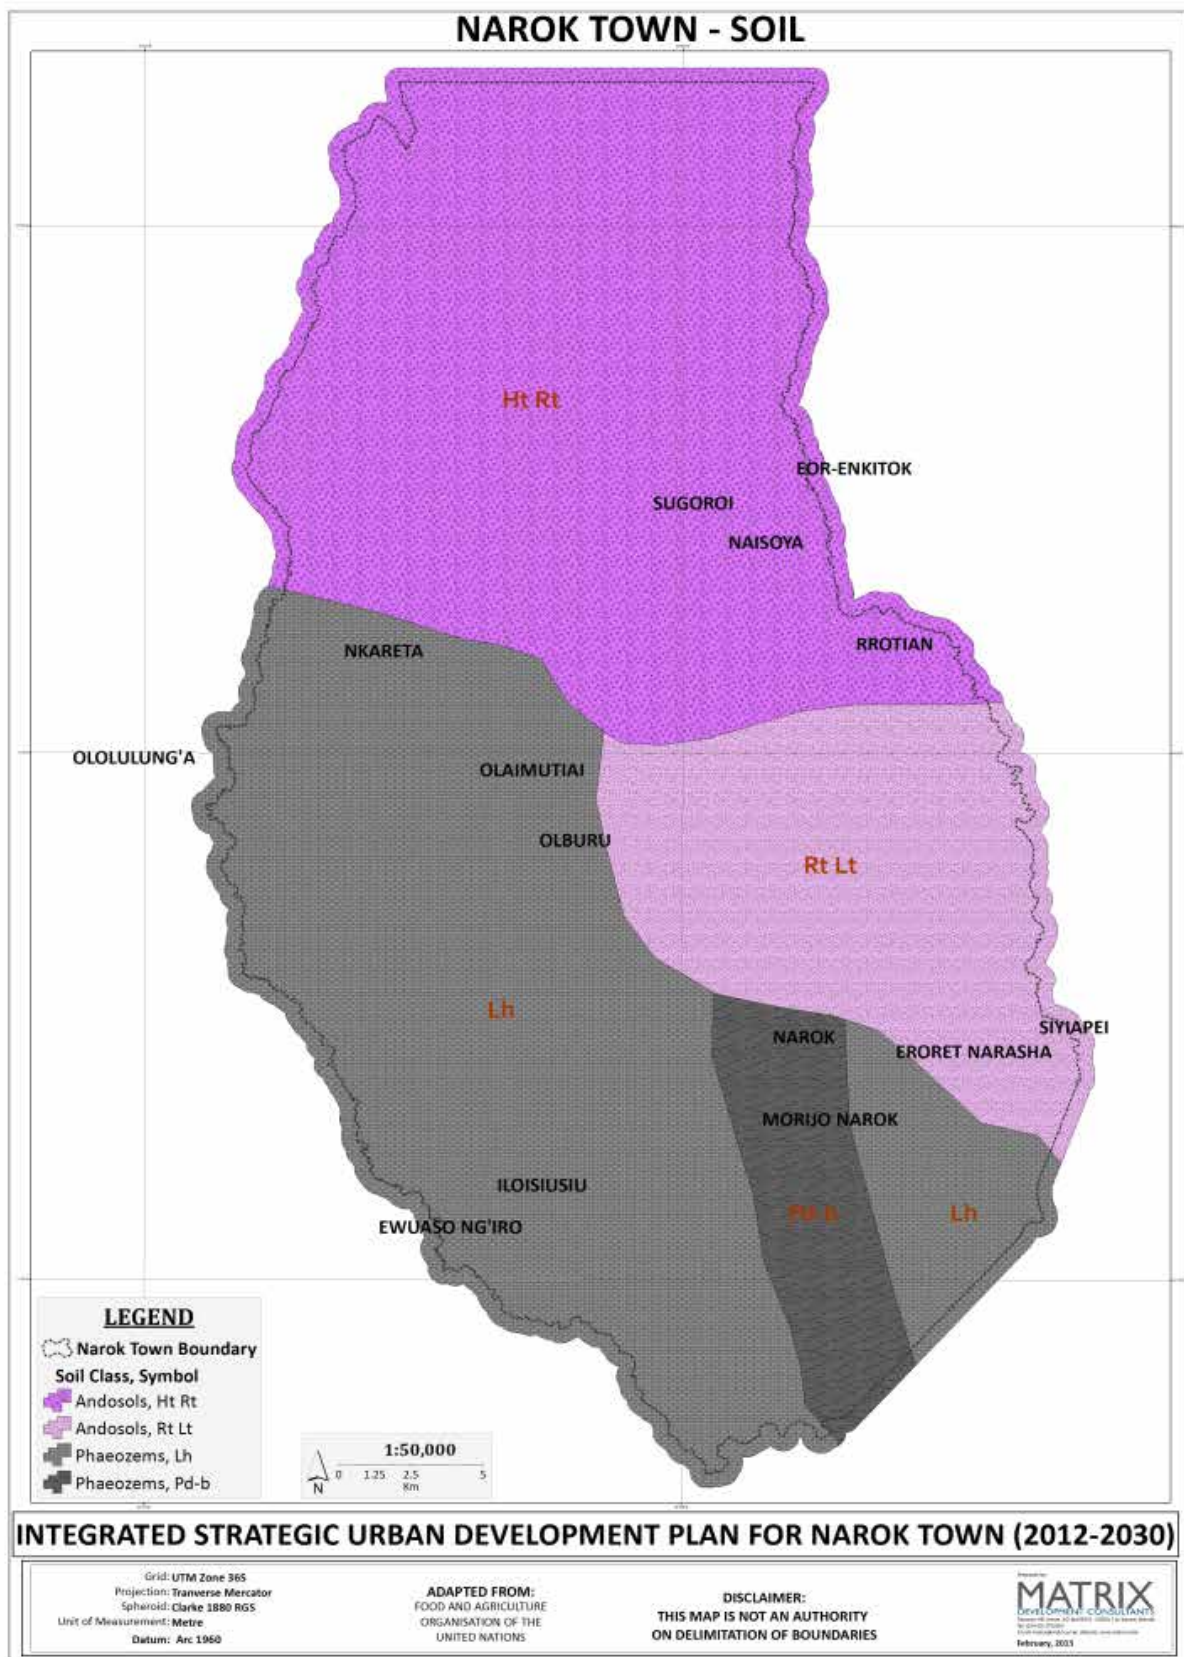 NAROK TOWN - SOIL
Ht Rt
EOR-ENKITOK
SUGOROI
NAISOYA
RROTIAN
NKARETA
OLOLULUNG'A
OLAIMUTIAI
OLBURU
Rt Lt
Lh
SIYIAPEI
NAROK
ERORET NARASHA
MORIJO NAROK
ILOISIUSIU
EWUASO NG'IRO
Lh
LEGEND
Narok Town Boundary
Soil Class, Symbol
Andosols, Ht Rt
Andosols, Rt Lt
Phaeozems, Lh
Phaeozems, Pd-b
1:50,000
0 1.25 2.5 5
Km
N
INTEGRATED STRATEGIC URBAN DEVELOPMENT PLAN FOR NAROK TOWN (2012-2030)
Grid: UTM Zone 36S
Projection: Tranverse Mercator
Spheroid: Clarke 1880 RGS
Unit of Measurement: Metre
Datum: Arc 1960
ADAPTED FROM:
FOOD AND AGRICULTURE
ORGANISATION OF THE
UNITED NATIONS
DISCLAIMER:
THIS MAP IS NOT AN AUTHORITY
ON DELIMITATION OF BOUNDARIES
MATRIX
DEVELOPMENT CONSULTANTS
February, 2013